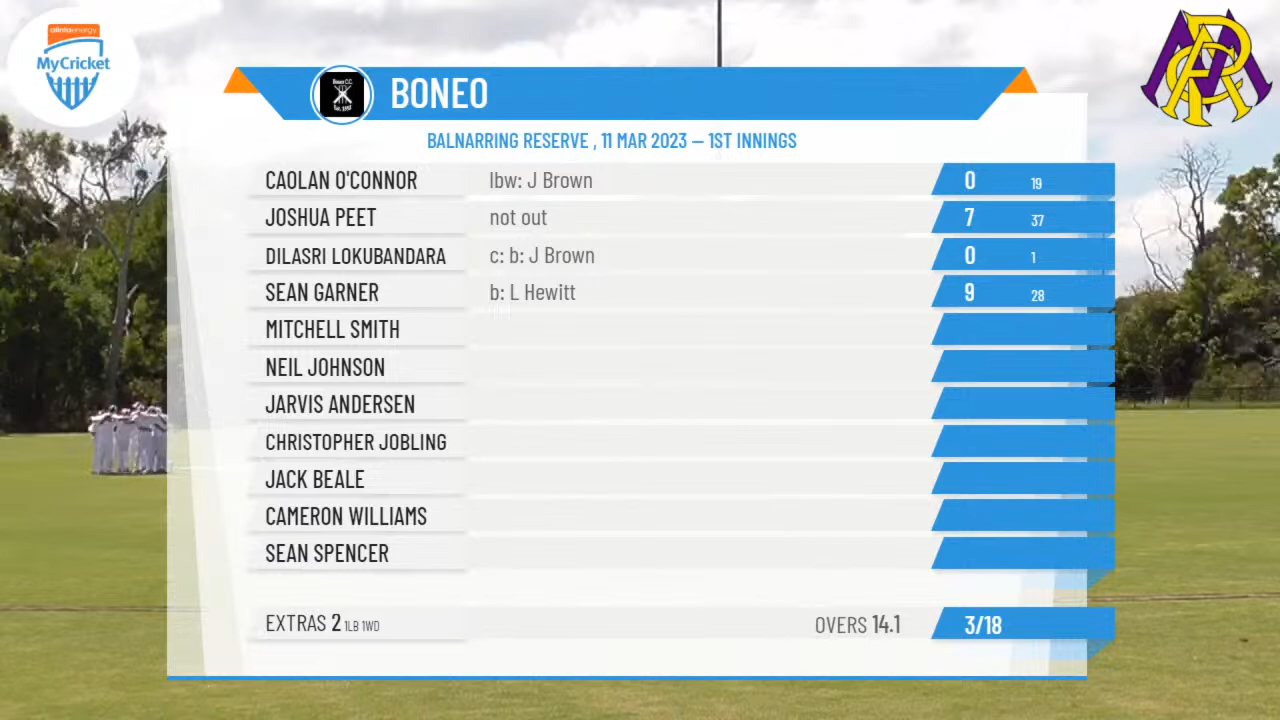 alintaenergy
MyCricket
BONEO
BALNARRING RESERVE , 11 MAR 2023 – 1ST INNINGS
CAOLAN O'CONNOR lbw: J Brown 0 19
JOSHUA PEET not out 7 37
DILASRI LOKUBANDARA c: b: J Brown 0 1
SEAN GARNER b: L Hewitt 9 28
MITCHELL SMITH
NEIL JOHNSON
JARVIS ANDERSEN
CHRISTOPHER JOBLING
JACK BEALE
CAMERON WILLIAMS
SEAN SPENCER
EXTRAS 2 1LB 1WD OVERS 14.1 3/18